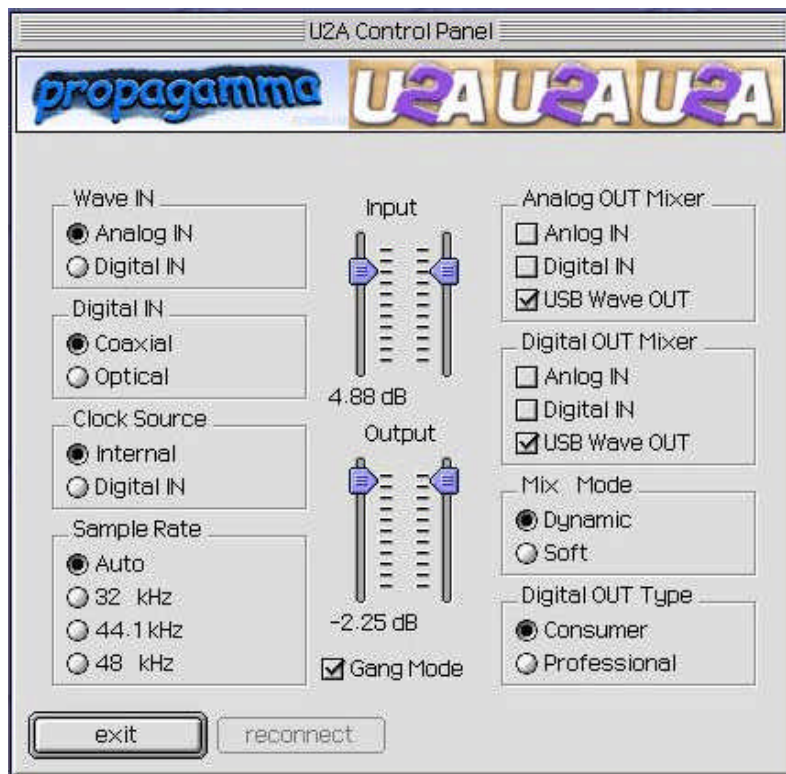 U2A Control Panel
propagamma U2A U2A U2A
Wave IN
Analog IN
Digital IN
Digital IN
Coaxial
Optical
Clock Source
Internal
Digital IN
Sample Rate
Auto
32 kHz
44.1 kHz
48 kHz
Input
4.88 dB
Output
-2.25 dB
Gang Mode
Analog OUT Mixer
Anlog IN
Digital IN
USB Wave OUT
Digital OUT Mixer
Anlog IN
Digital IN
USB Wave OUT
Mix Mode
Dynamic
Soft
Digital OUT Type
Consumer
Professional
exit
reconnect